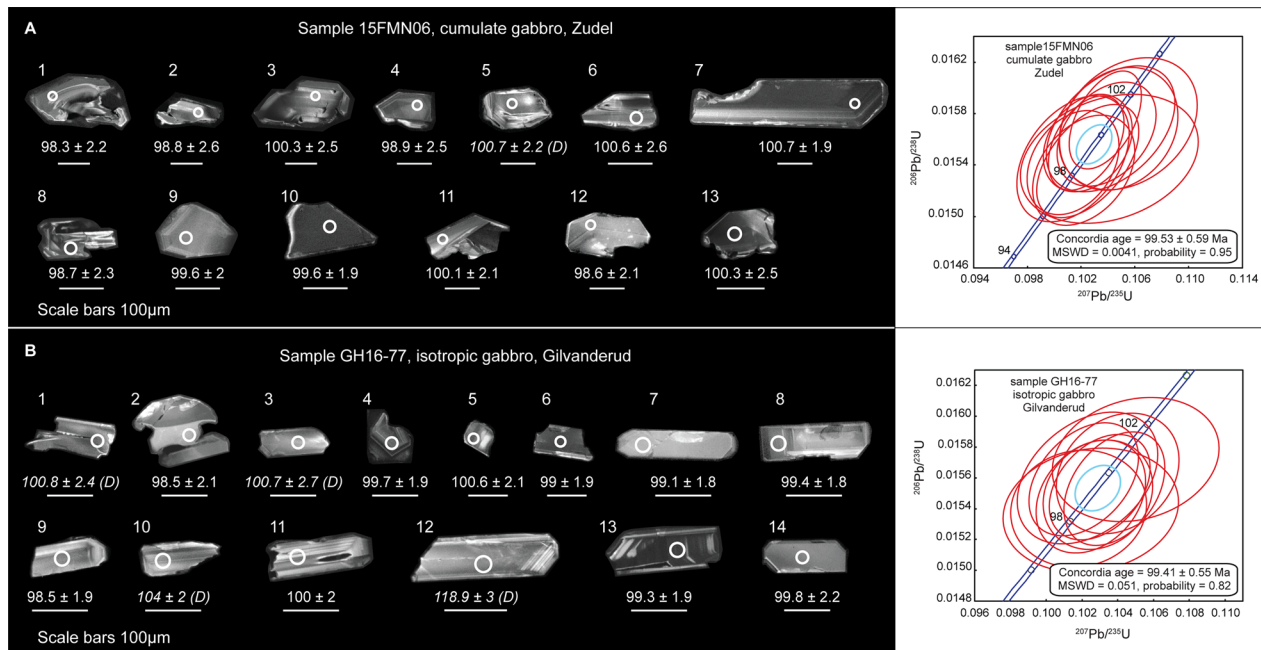 A
Sample 15FMN06, cumulate gabbro, Zudel
1 2 3 4 5 6 7
98.3 ± 2.2 98.8 ± 2.6 100.3 ± 2.5 98.9 ± 2.5 100.7 ± 2.2 (D) 100.6 ± 2.6 100.7 ± 1.9
8 9 10 11 12 13
98.7 ± 2.3 99.6 ± 2 99.6 ± 1.9 100.1 ± 2.1 98.6 ± 2.1 100.3 ± 2.5
Scale bars 100μm
sample15FMN06
cumulate gabbro
Zudel
0.0162
0.0158
0.0154
0.0150
0.0146
²⁰⁶Pb/²³⁸U
102
98
94
Concordia age = 99.53 ± 0.59 Ma
MSWD = 0.0041, probability = 0.95
0.094 0.098 0.102 0.106 0.110 0.114
²⁰⁷Pb/²³⁵U
B
Sample GH16-77, isotropic gabbro, Gilvanderud
1 2 3 4 5 6 7 8
100.8 ± 2.4 (D) 98.5 ± 2.1 100.7 ± 2.7 (D) 99.7 ± 1.9 100.6 ± 2.1 99 ± 1.9 99.1 ± 1.8 99.4 ± 1.8
9 10 11 12 13 14
98.5 ± 1.9 104 ± 2 (D) 100 ± 2 118.9 ± 3 (D) 99.3 ± 1.9 99.8 ± 2.2
Scale bars 100μm
sample GH16-77
isotropic gabbro
Gilvanderud
0.0162
0.0160
0.0158
0.0156
0.0154
0.0152
0.0150
0.0148
²⁰⁶Pb/²³⁸U
102
98
Concordia age = 99.41 ± 0.55 Ma
MSWD = 0.051, probability = 0.82
0.096 0.098 0.100 0.102 0.104 0.106 0.108 0.110
²⁰⁷Pb/²³⁵U